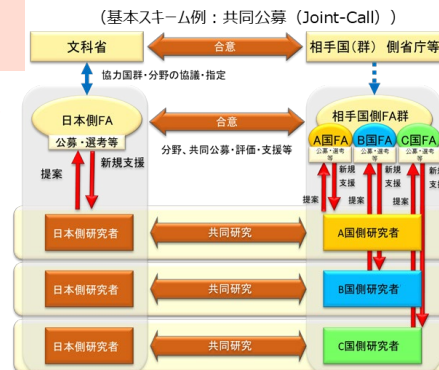 （基本スキーム例：共同公募（Joint-Call））
文科省
合意
相手国（群）側省庁等
協力国群・分野の協議・指定
日本側FA
公募・選考等
合意
分野、共同公募・評価・支援等
相手国側FA群
A国FA
B国FA
C国FA
公募・選考等
公募・選考等
公募・選考等
提案
新規支援
提案
新規支援
提案
新規支援
提案
新規
日本側研究者
共同研究
A国側研究者
日本側研究者
共同研究
B国側研究者
日本側研究者
共同研究
C国側研究者